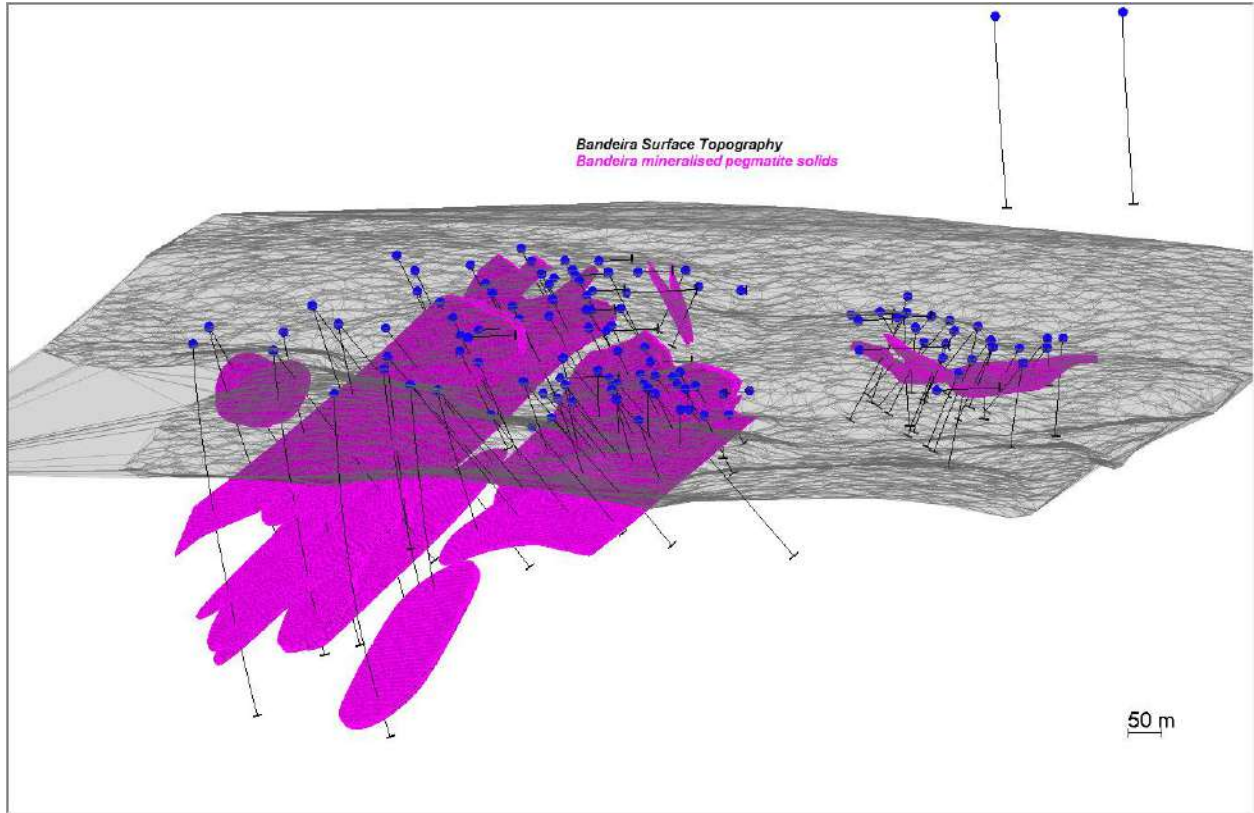 Bandeira Surface Topography
Bandeira mineralised pegmatite solids
50 m